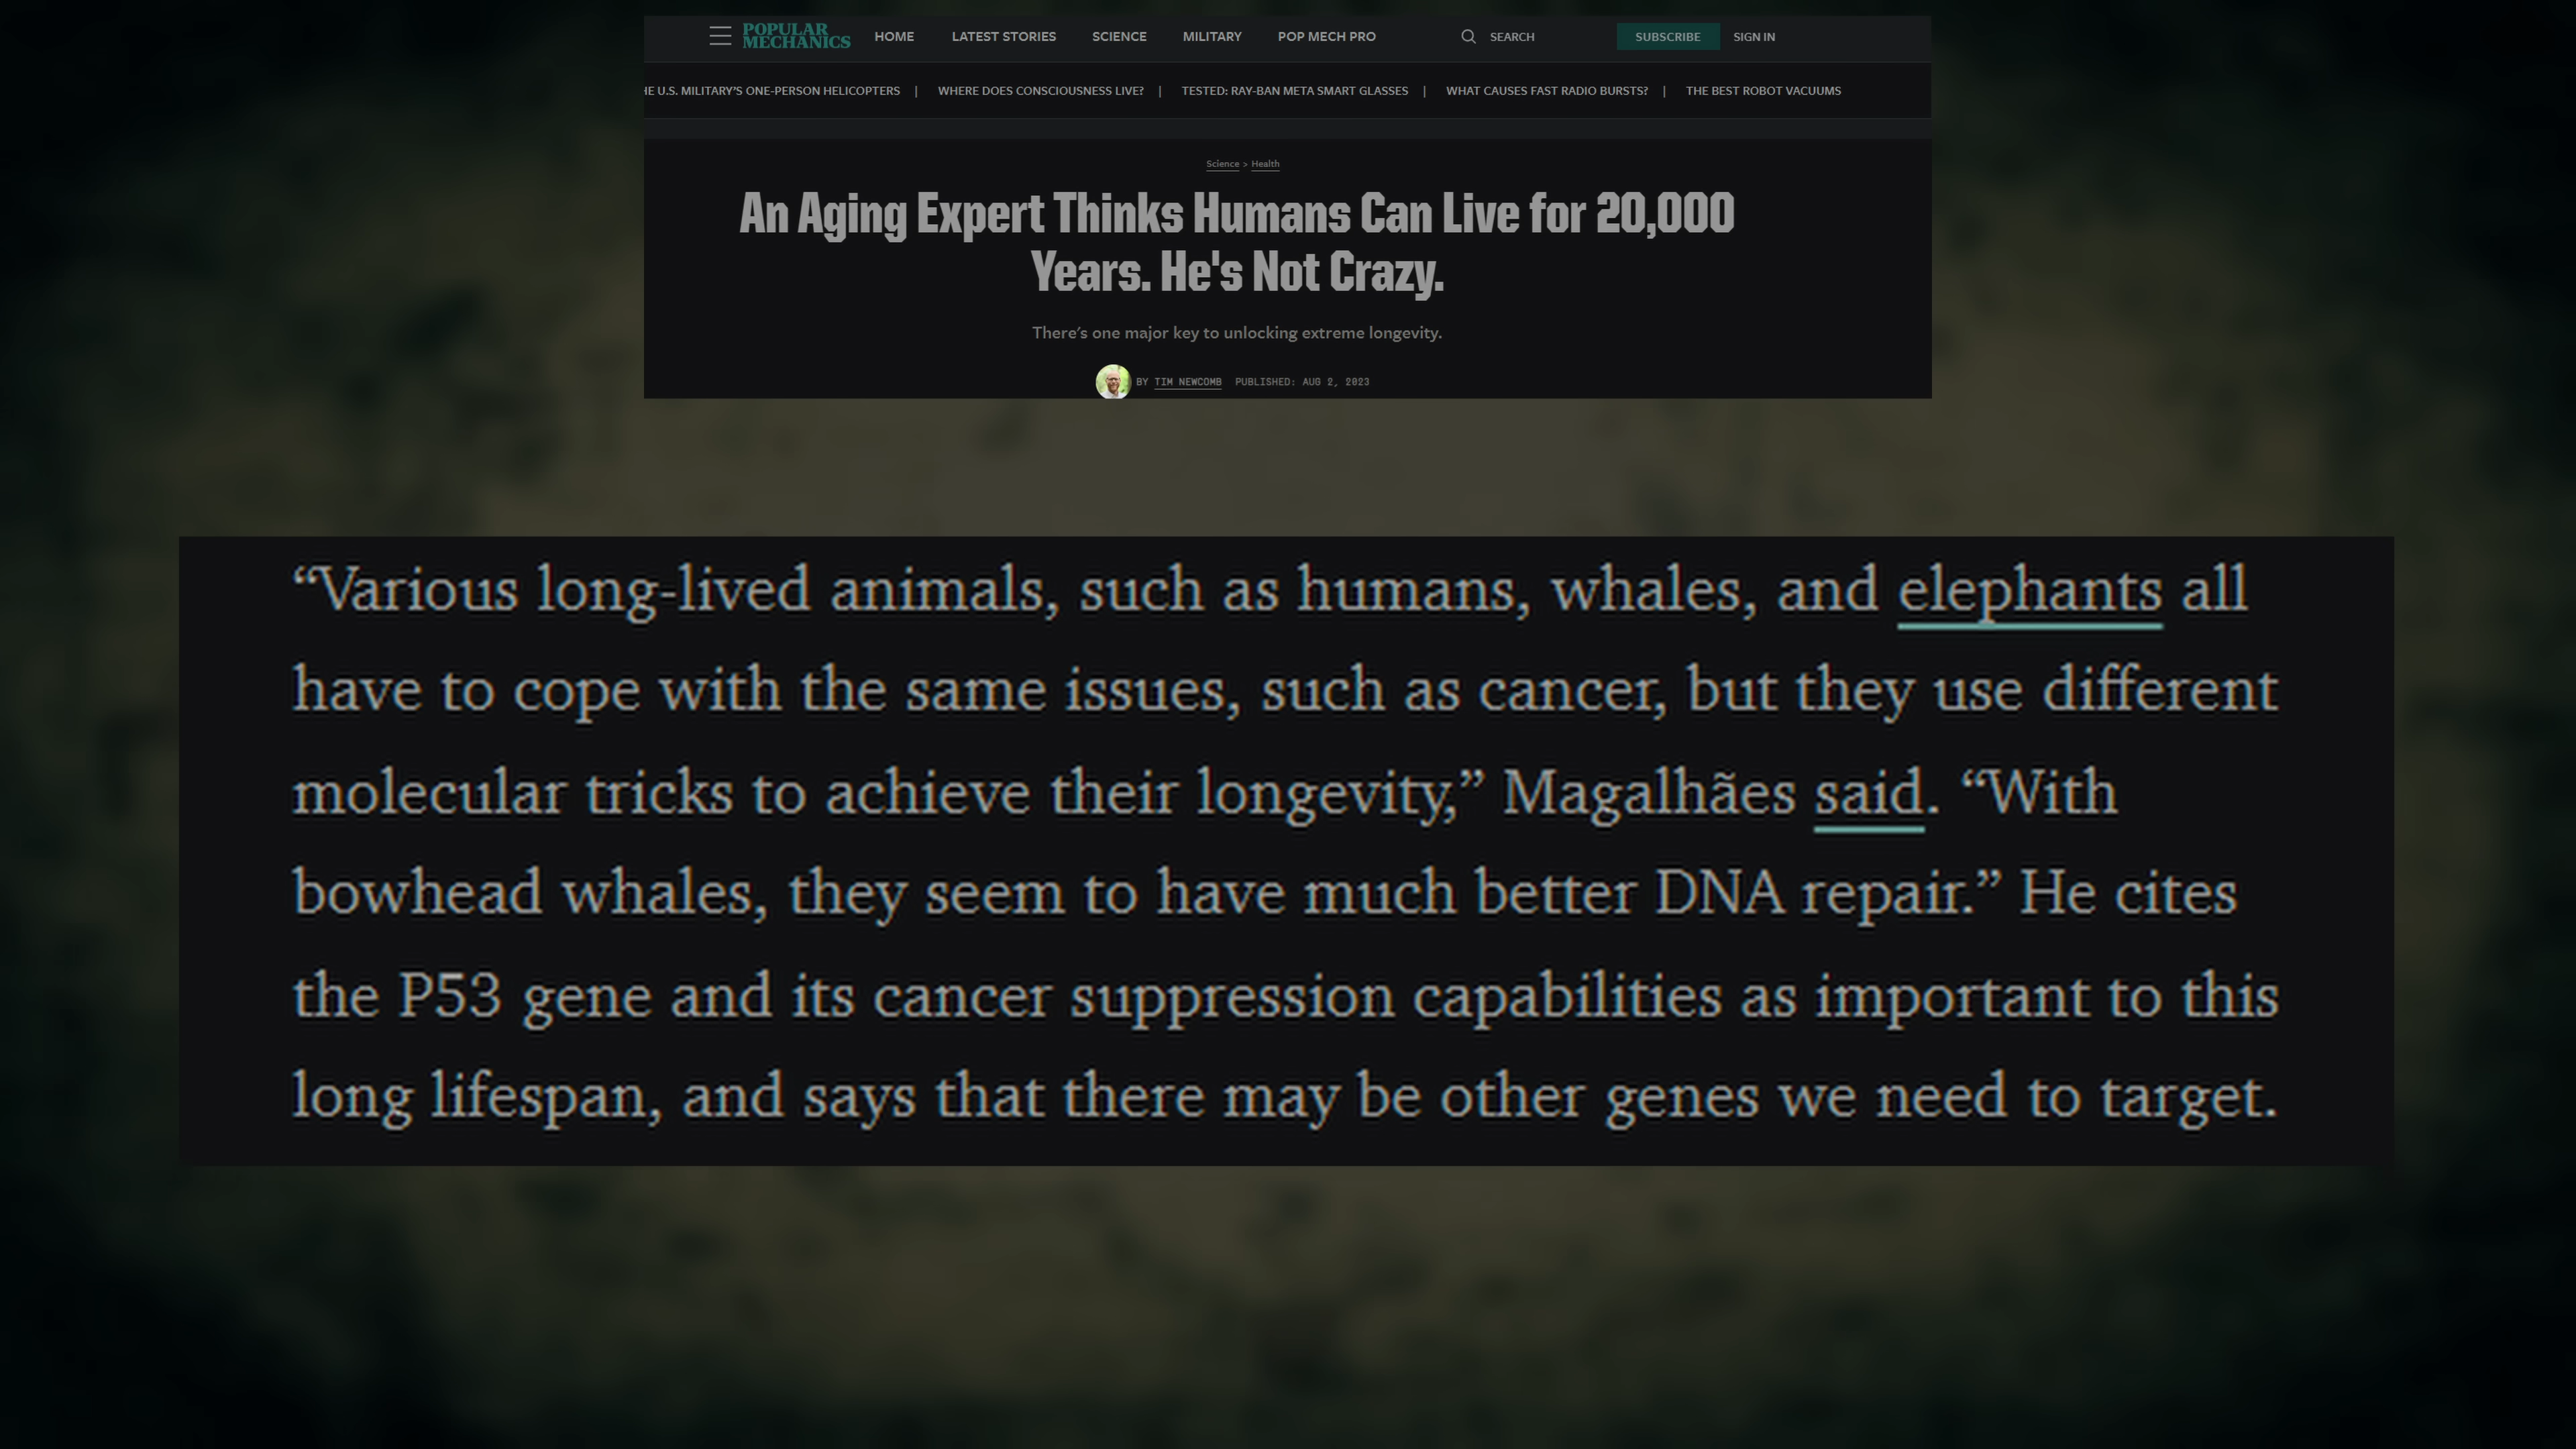 POPULAR
MECHANICS
HOME LATEST STORIES SCIENCE MILITARY POP MECH PRO SEARCH SUBSCRIBE SIGN IN
HE U.S. MILITARY'S ONE-PERSON HELICOPTERS | WHERE DOES CONSCIOUSNESS LIVE? | TESTED: RAY-BAN META SMART GLASSES | WHAT CAUSES FAST RADIO BURSTS? | THE BEST ROBOT VACUUMS
Science > Health
An Aging Expert Thinks Humans Can Live for 20,000
Years. He's Not Crazy.
There's one major key to unlocking extreme longevity.
BY TIM NEWCOMB PUBLISHED: AUG 2, 2023
“Various long-lived animals, such as humans, whales, and elephants all
have to cope with the same issues, such as cancer, but they use different
molecular tricks to achieve their longevity,” Magalhães said. “With
bowhead whales, they seem to have much better DNA repair.” He cites
the P53 gene and its cancer suppression capabilities as important to this
long lifespan, and says that there may be other genes we need to target.